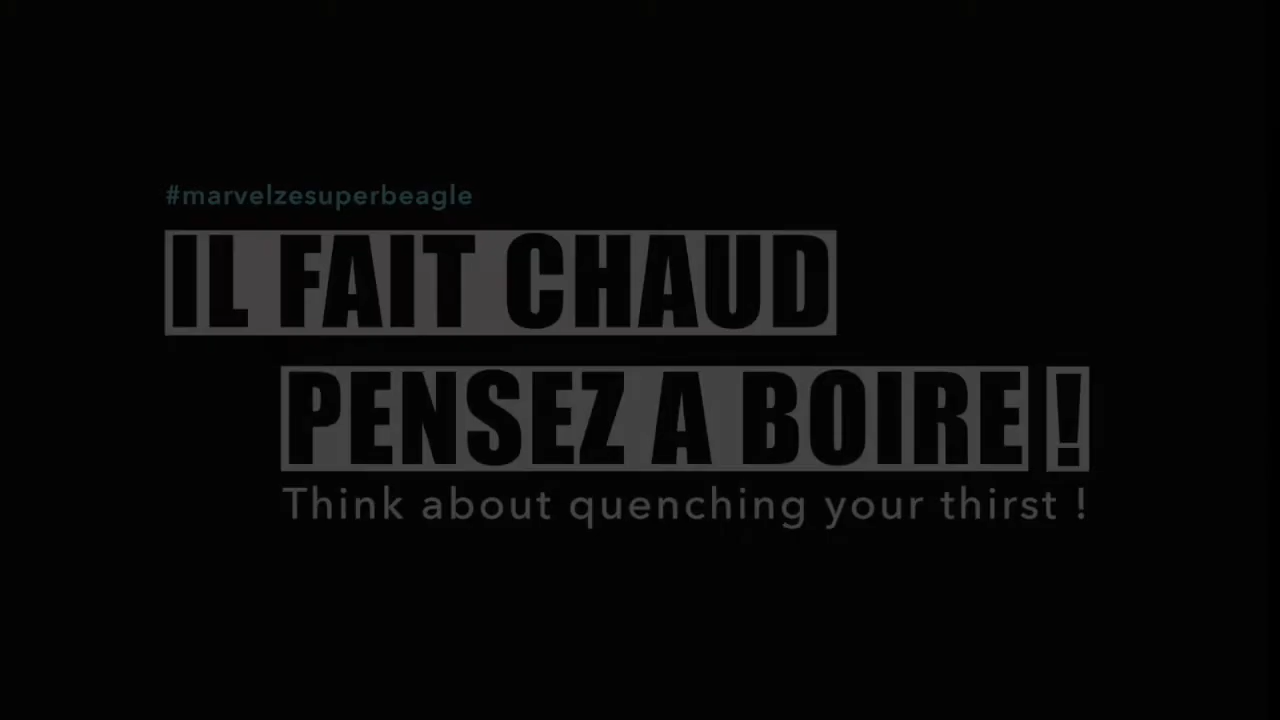 #marvelzesuperbeagle
IL FAIT CHAUD
PENSEZ A BOIRE !
Think about quenching your thirst !